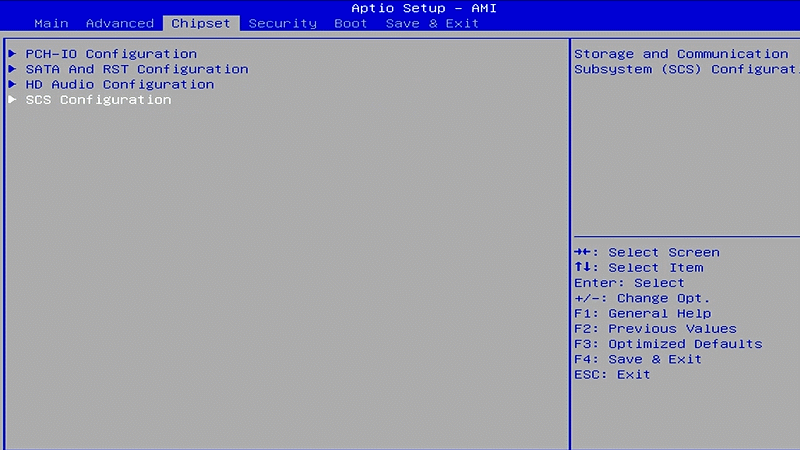 Aptio Setup – AMI
Main Advanced Chipset Security Boot Save & Exit
PCH-IO Configuration
SATA And RST Configuration
HD Audio Configuration
SCS Configuration
Storage and Communication
Subsystem (SCS) Configurat
→←: Select Screen
↑↓: Select Item
Enter: Select
+/-: Change Opt.
F1: General Help
F2: Previous Values
F3: Optimized Defaults
F4: Save & Exit
ESC: Exit